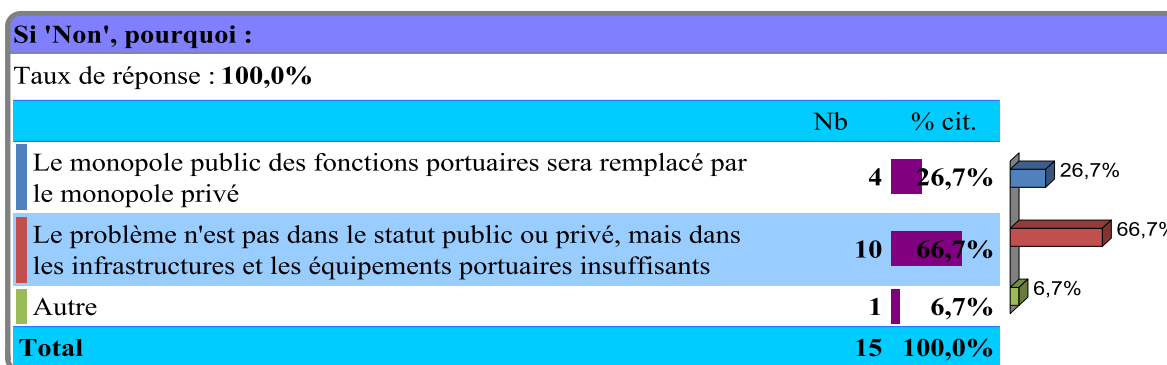 Si 'Non', pourquoi :
Taux de réponse : 100,0%
Nb % cit.
Le monopole public des fonctions portuaires sera remplacé par
le monopole privé
4 26,7% 26,7%
Le problème n'est pas dans le statut public ou privé, mais dans
les infrastructures et les équipements portuaires insuffisants
10 66,7% 66,7%
Autre 1 6,7% 6,7%
Total 15 100,0%